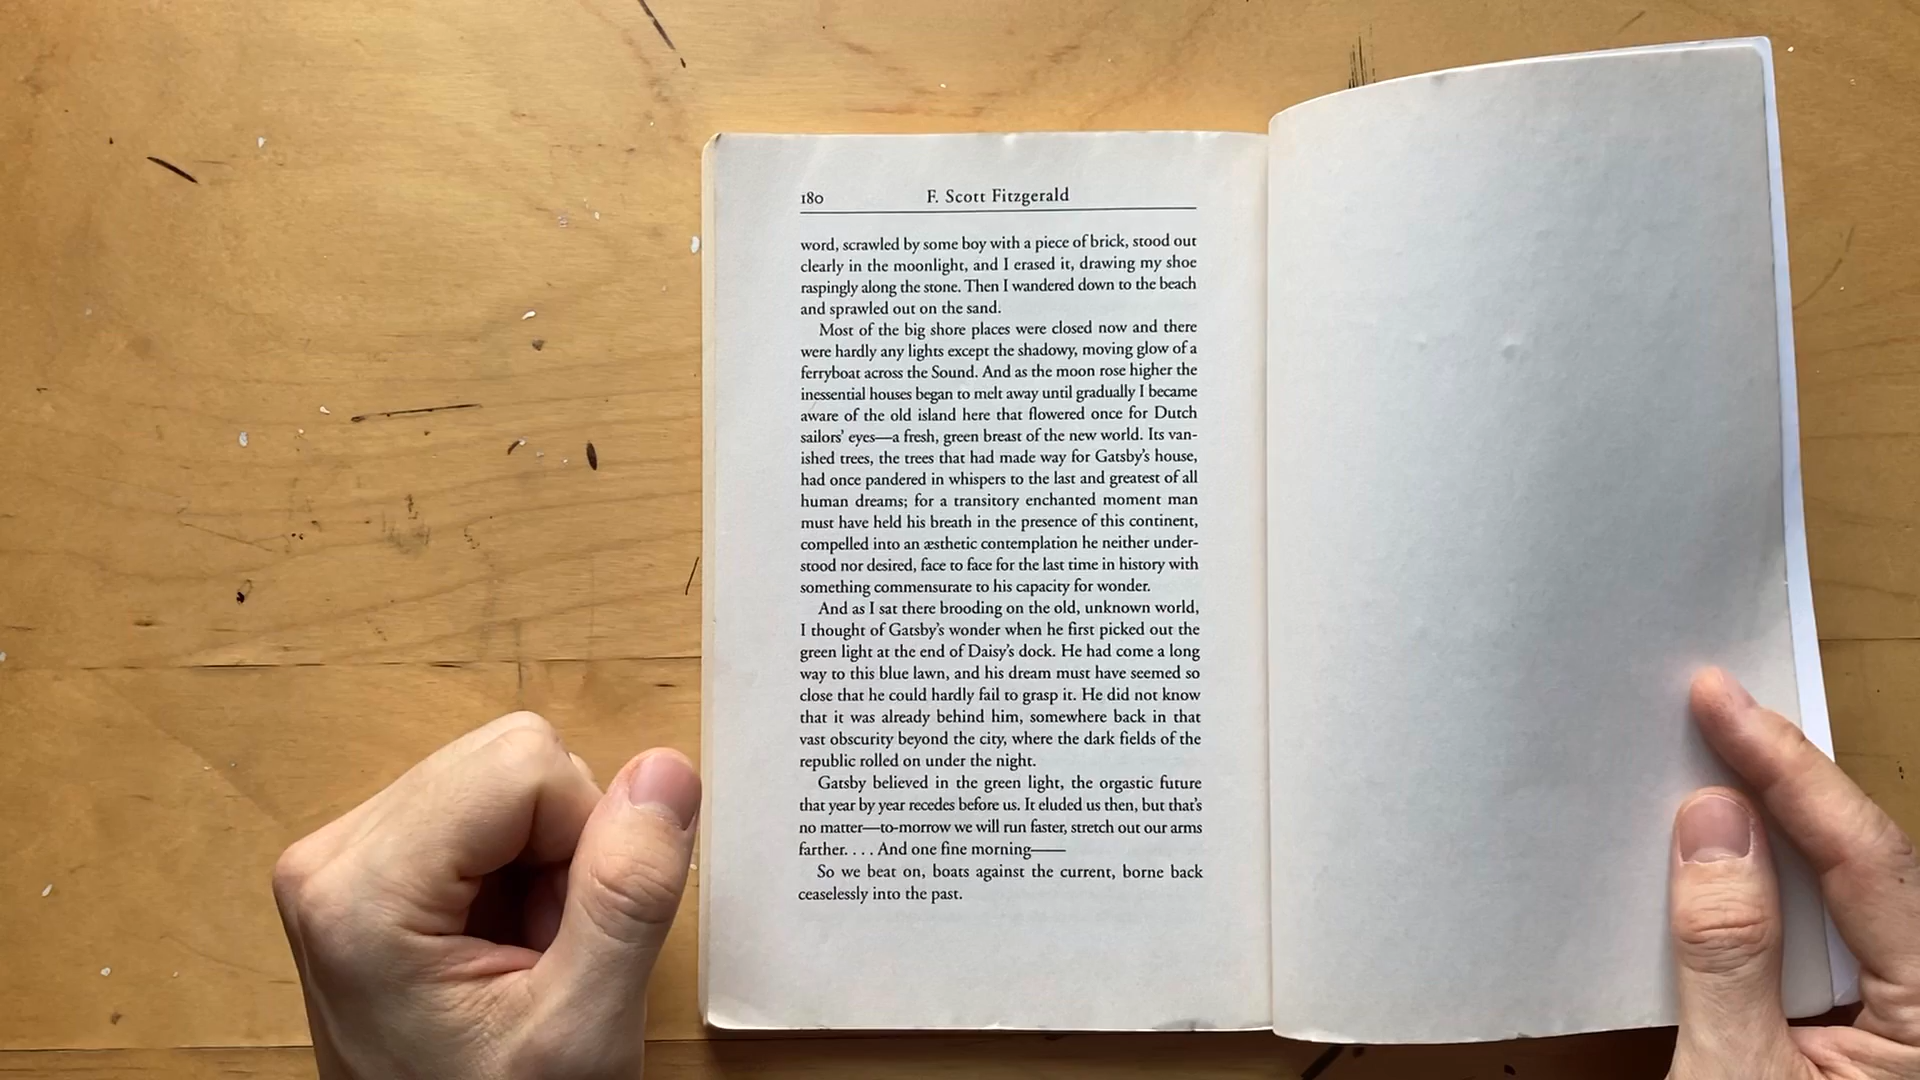 180 F. Scott Fitzgerald
word, scrawled by some boy with a piece of brick, stood out
clearly in the moonlight, and I erased it, drawing my shoe
raspingly along the stone. Then I wandered down to the beach
and sprawled out on the sand.
Most of the big shore places were closed now and there
were hardly any lights except the shadowy, moving glow of a
ferryboat across the Sound. And as the moon rose higher the
inessential houses began to melt away until gradually I became
aware of the old island here that flowered once for Dutch
sailors’ eyes—a fresh, green breast of the new world. Its van-
ished trees, the trees that had made way for Gatsby’s house,
had once pandered in whispers to the last and greatest of all
human dreams; for a transitory enchanted moment man
must have held his breath in the presence of this continent,
compelled into an æsthetic contemplation he neither under-
stood nor desired, face to face for the last time in history with
something commensurate to his capacity for wonder.
And as I sat there brooding on the old, unknown world,
I thought of Gatsby’s wonder when he first picked out the
green light at the end of Daisy’s dock. He had come a long
way to this blue lawn, and his dream must have seemed so
close that he could hardly fail to grasp it. He did not know
that it was already behind him, somewhere back in that
vast obscurity beyond the city, where the dark fields of the
republic rolled on under the night.
Gatsby believed in the green light, the orgastic future
that year by year recedes before us. It eluded us then, but that’s
no matter—to-morrow we will run faster, stretch out our arms
farther. . . . And one fine morning——
So we beat on, boats against the current, borne back
ceaselessly into the past.